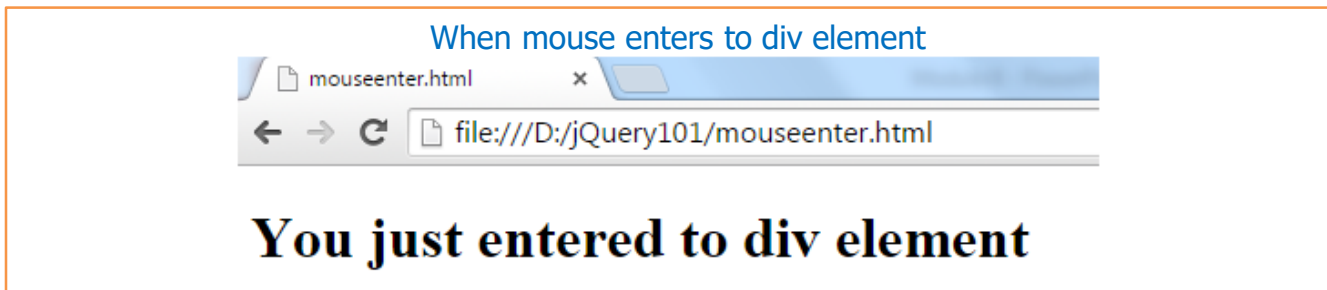 When mouse enters to div element
mouseenter.html
file:///D:/jQuery101/mouseenter.html
You just entered to div element